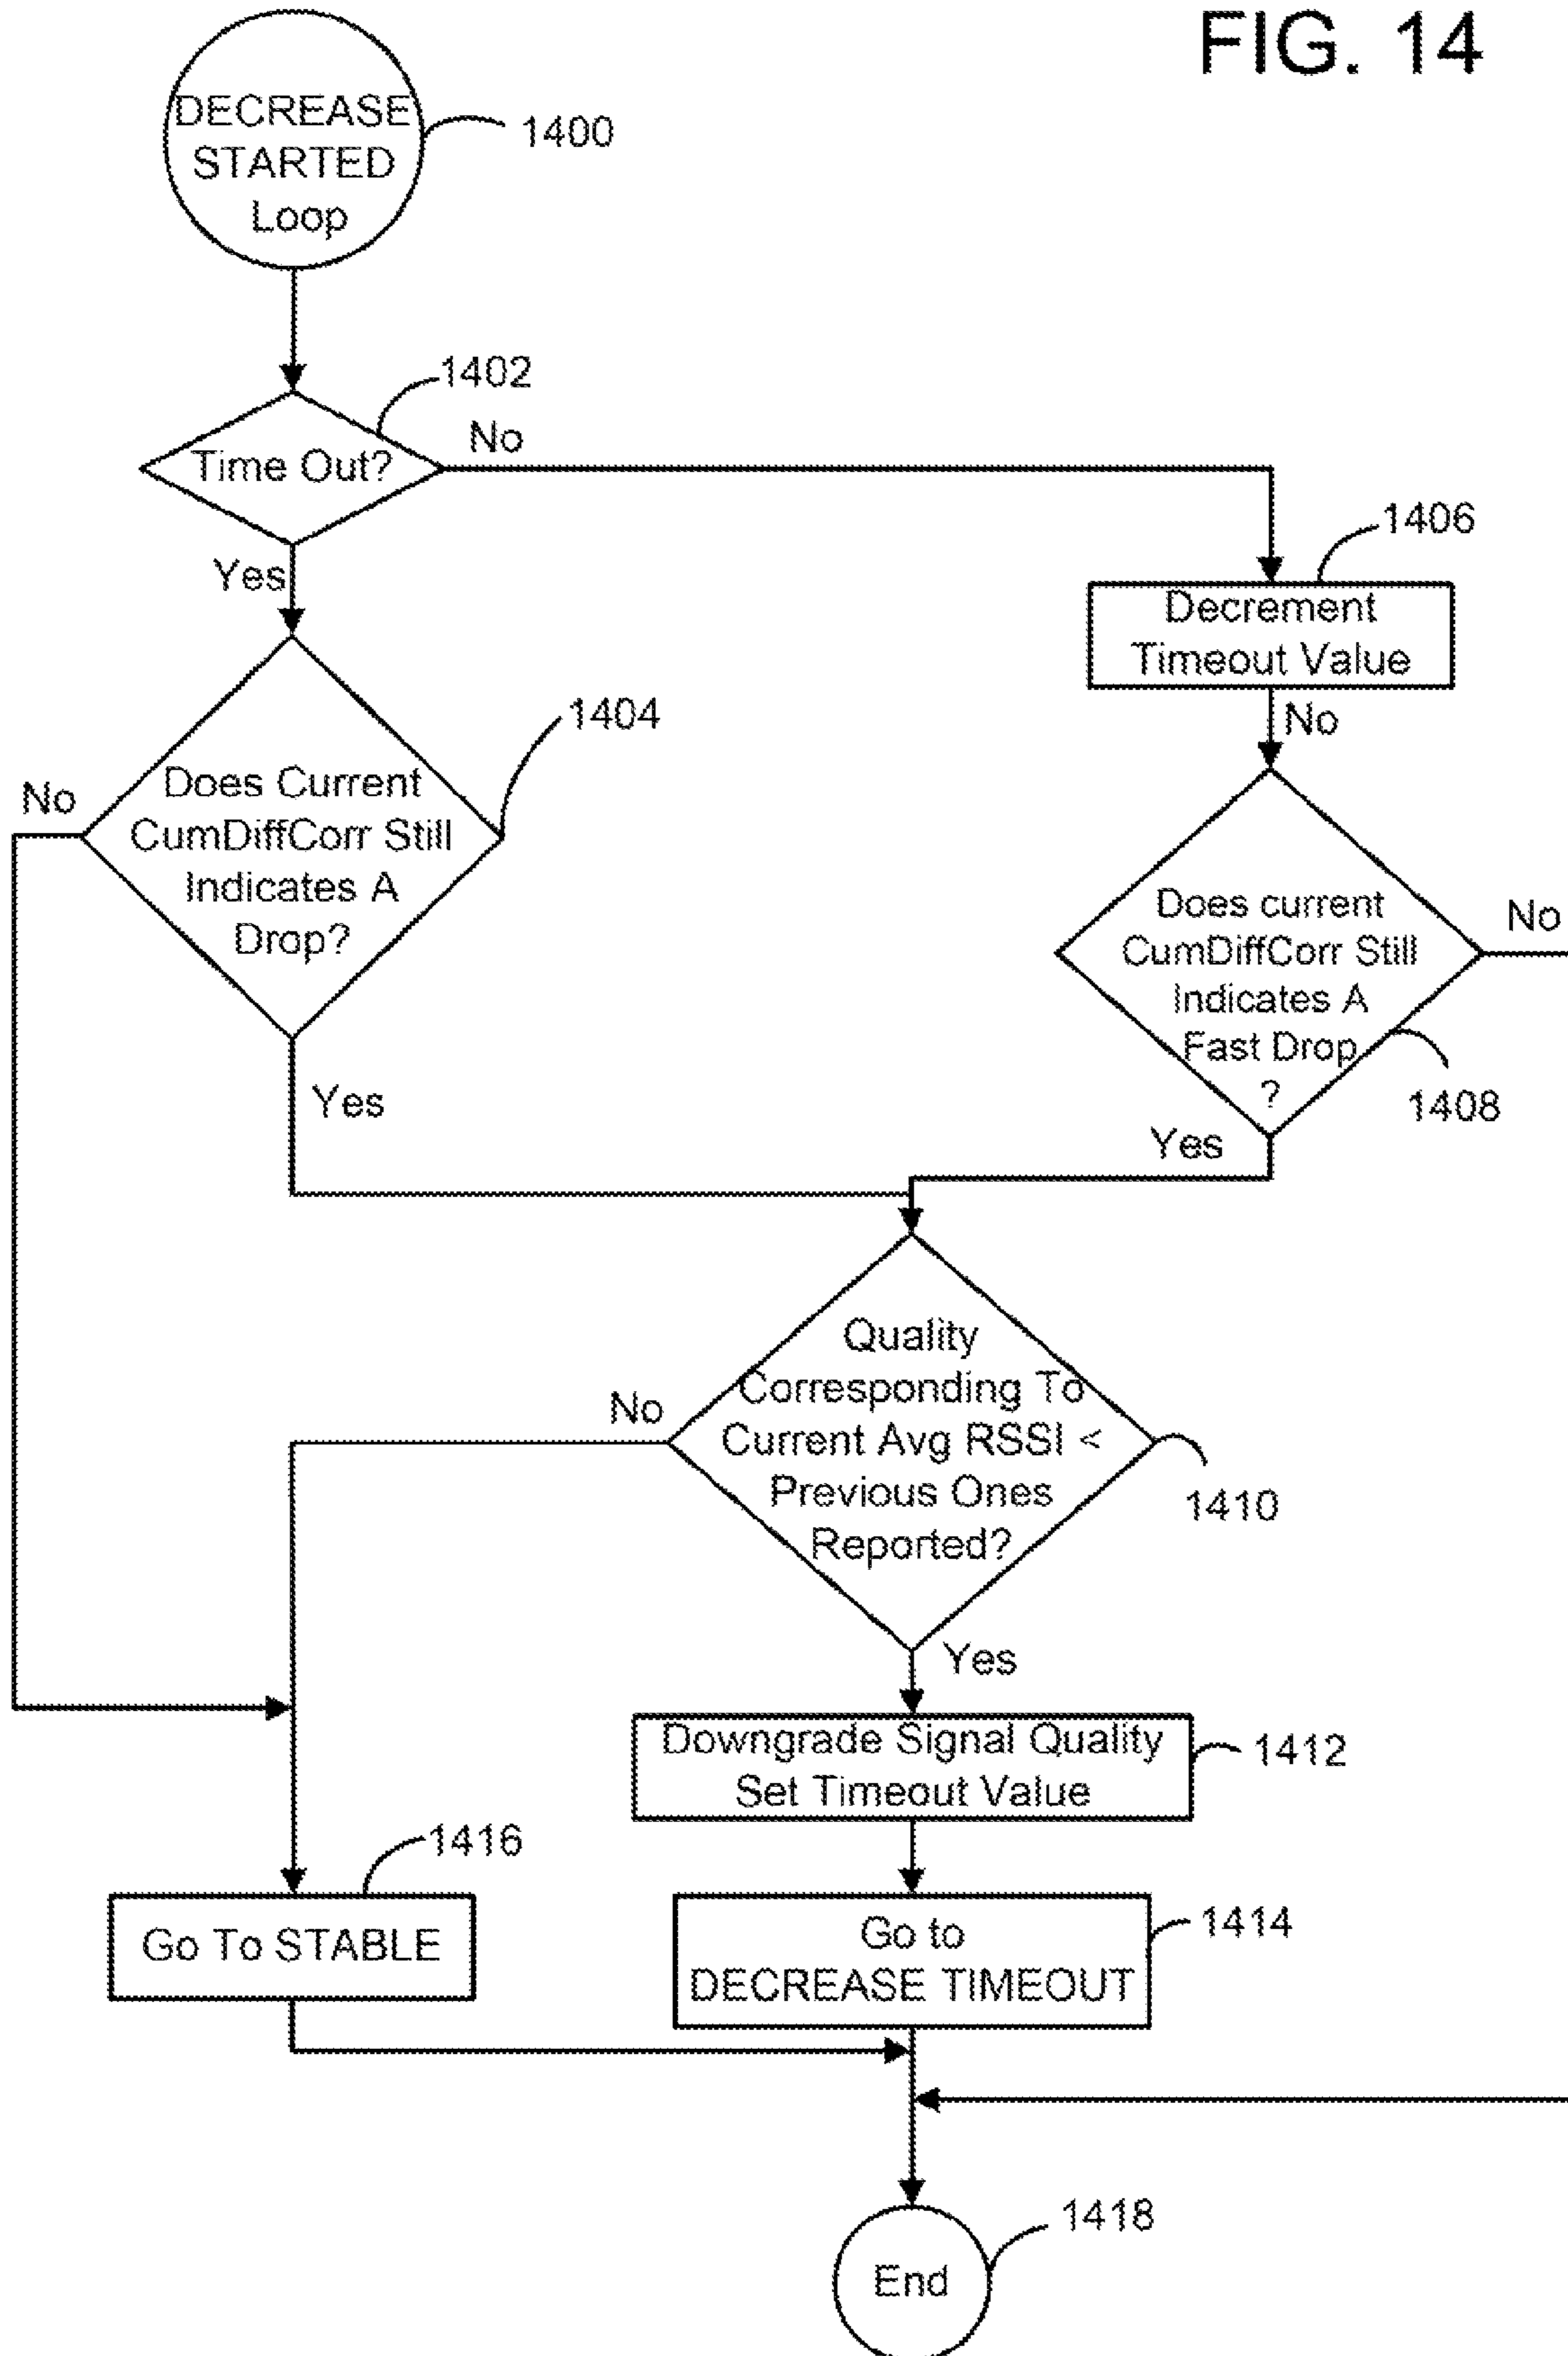 FIG. 14
DECREASE
STARTED
Loop
1400
1402
Time Out?
No
Yes
1406
Decrement
Timeout Value
No
1404
Does Current
CumDiffCorr Still
Indicates A
Drop?
No
Yes
Does current
CumDiffCorr Still
Indicates A
Fast Drop
?
No
1408
Yes
Quality
Corresponding To
Current Avg RSSI <
Previous Ones
Reported?
No
1410
Yes
Downgrade Signal Quality
Set Timeout Value
1412
1416
Go To STABLE
Go to
DECREASE TIMEOUT
1414
1418
End